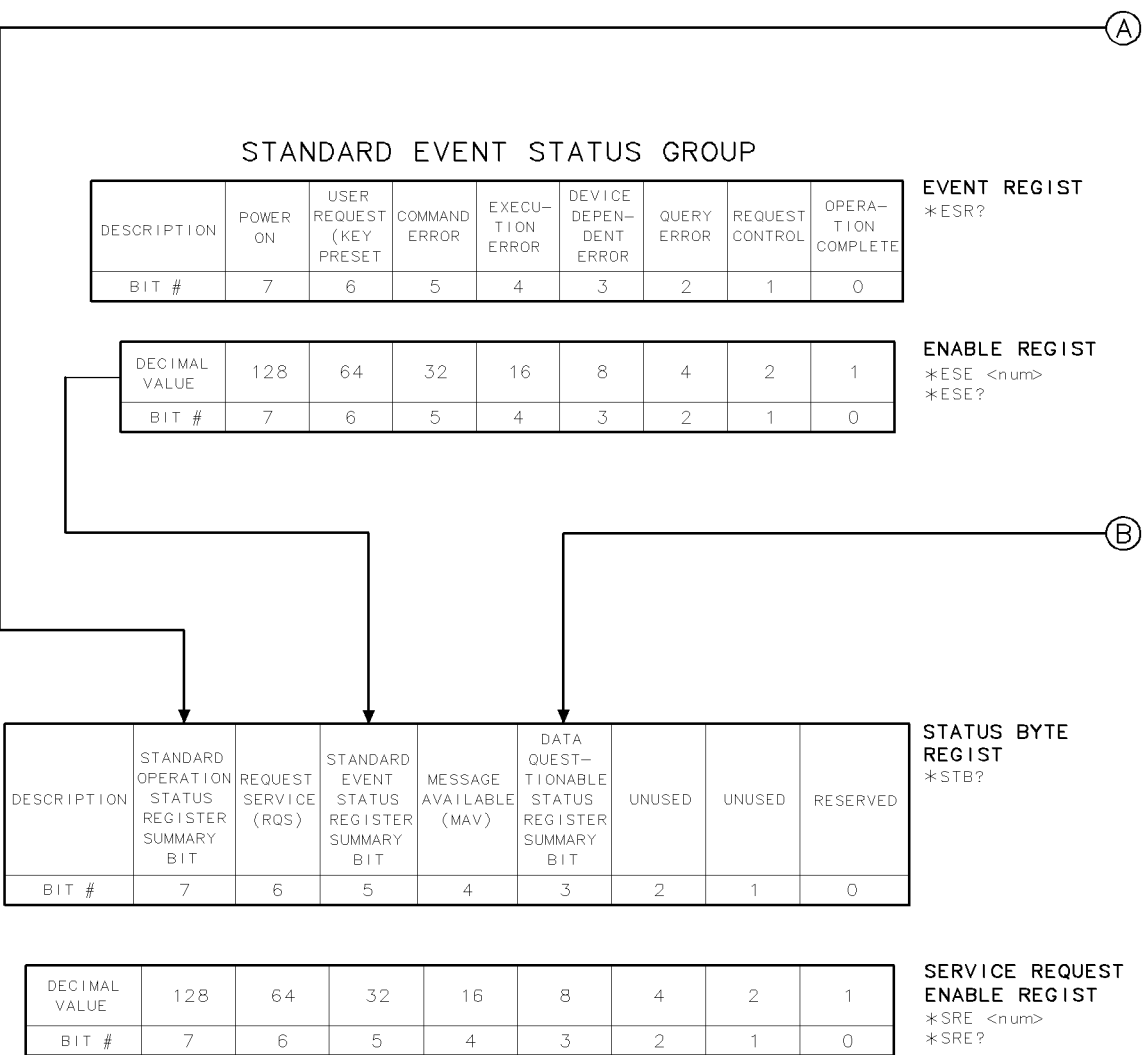 A
STANDARD EVENT STATUS GROUP
DESCRIPTION
POWER
ON
USER
REQUEST
(KEY
PRESET
COMMAND
ERROR
EXECU-
TION
ERROR
DEVICE
DEPEN-
DENT
ERROR
QUERY
ERROR
REQUEST
CONTROL
OPERA-
TION
COMPLETE
EVENT REGIST
*ESR?
BIT # 7 6 5 4 3 2 1 0
DECIMAL
VALUE
128 64 32 16 8 4 2 1
ENABLE REGIST
*ESE <num>
*ESE?
BIT # 7 6 5 4 3 2 1 0
B
DESCRIPTION
STANDARD
OPERATION
STATUS
REGISTER
SUMMARY
BIT
REQUEST
SERVICE
(RQS)
STANDARD
EVENT
STATUS
REGISTER
SUMMARY
BIT
MESSAGE
AVAILABLE
(MAV)
DATA
QUEST-
TIONABLE
STATUS
REGISTER
SUMMARY
BIT
UNUSED
UNUSED
RESERVED
STATUS BYTE
REGIST
*STB?
BIT # 7 6 5 4 3 2 1 0
DECIMAL
VALUE
128 64 32 16 8 4 2 1
SERVICE REQUEST
ENABLE REGIST
*SRE <num>
*SRE?
BIT # 7 6 5 4 3 2 1 0